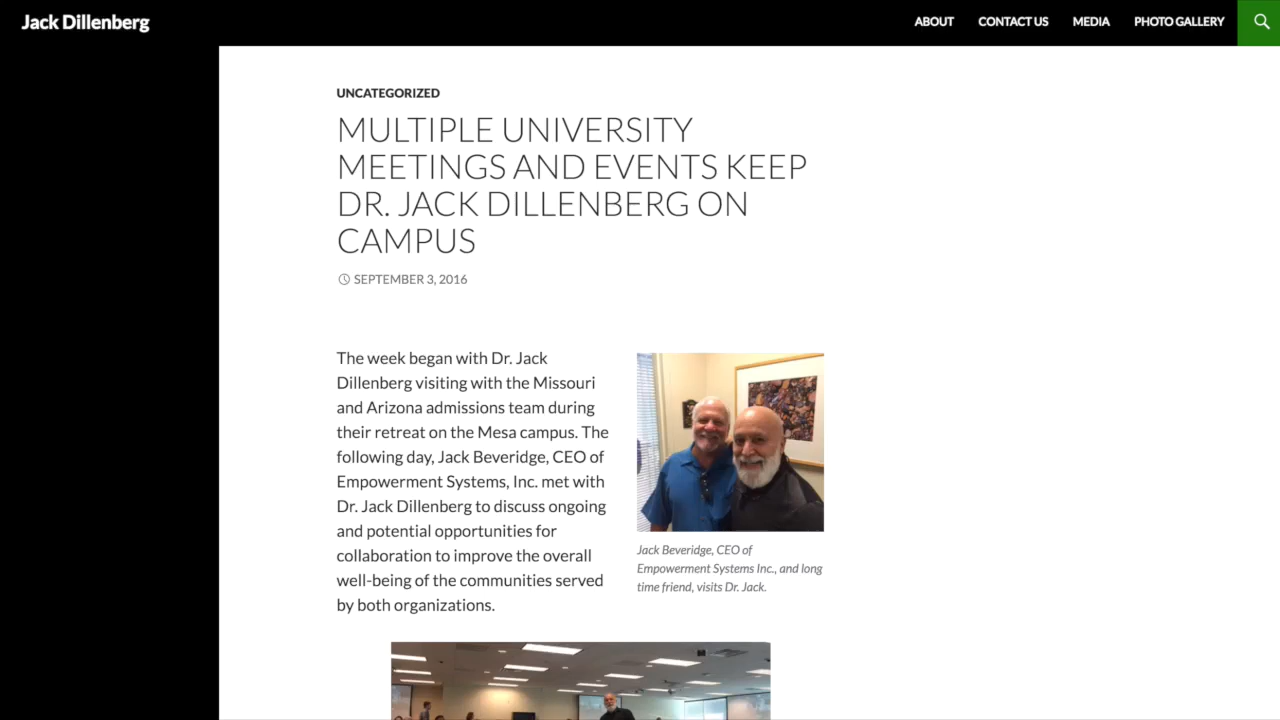 Jack Dillenberg
ABOUT CONTACT US MEDIA PHOTO GALLERY
UNCATEGORIZED
MULTIPLE UNIVERSITY
MEETINGS AND EVENTS KEEP
DR. JACK DILLENBERG ON
CAMPUS
SEPTEMBER 3, 2016
The week began with Dr. Jack
Dillenberg visiting with the Missouri
and Arizona admissions team during
their retreat on the Mesa campus. The
following day, Jack Beveridge, CEO of
Empowerment Systems, Inc. met with
Dr. Jack Dillenberg to discuss ongoing
and potential opportunities for
collaboration to improve the overall
well-being of the communities served
by both organizations.
Jack Beveridge, CEO of
Empowerment Systems Inc., and long
time friend, visits Dr. Jack.